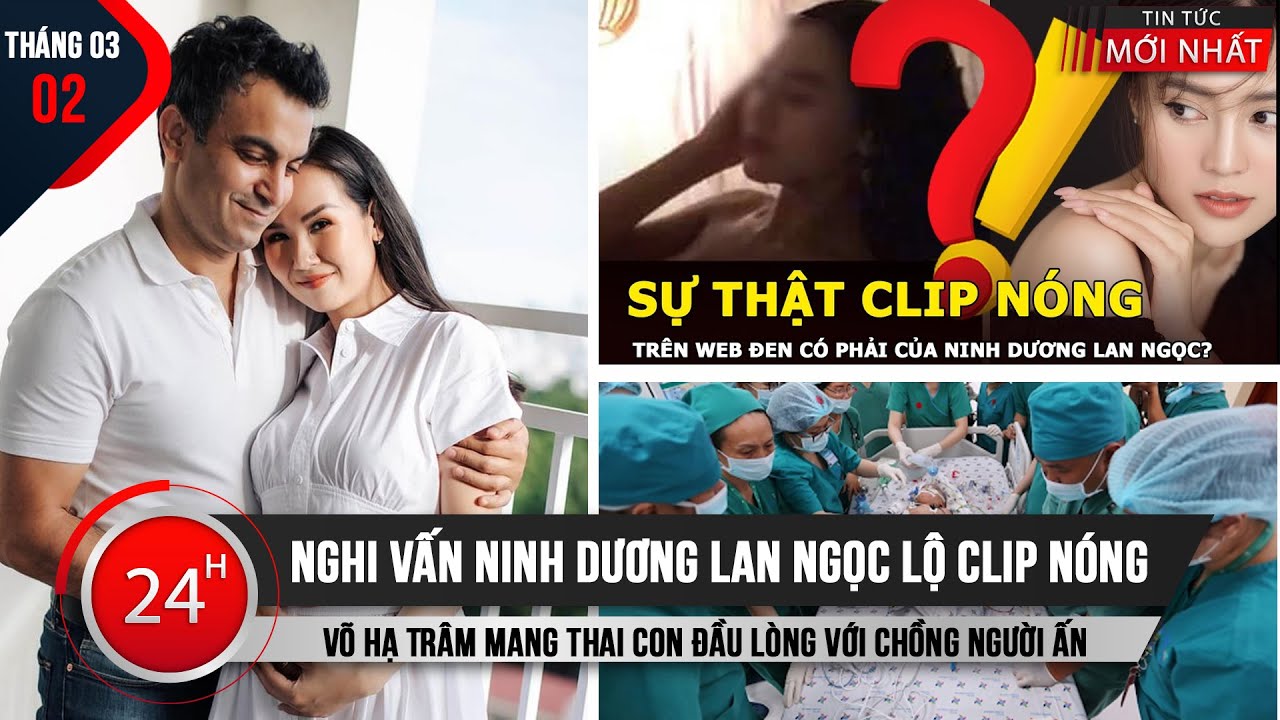 THÁNG 03
02
TIN TỨC
MỚI NHẤT
SỰ THẬT CLIP NÓNG
TRÊN WEB ĐEN CÓ PHẢI CỦA NINH DƯƠNG LAN NGỌC?
24H
NGHI VẤN NINH DƯƠNG LAN NGỌC LỘ CLIP NÓNG
VÕ HẠ TRÂM MANG THAI CON ĐẦU LÒNG VỚI CHỒNG NGƯỜI ẤN